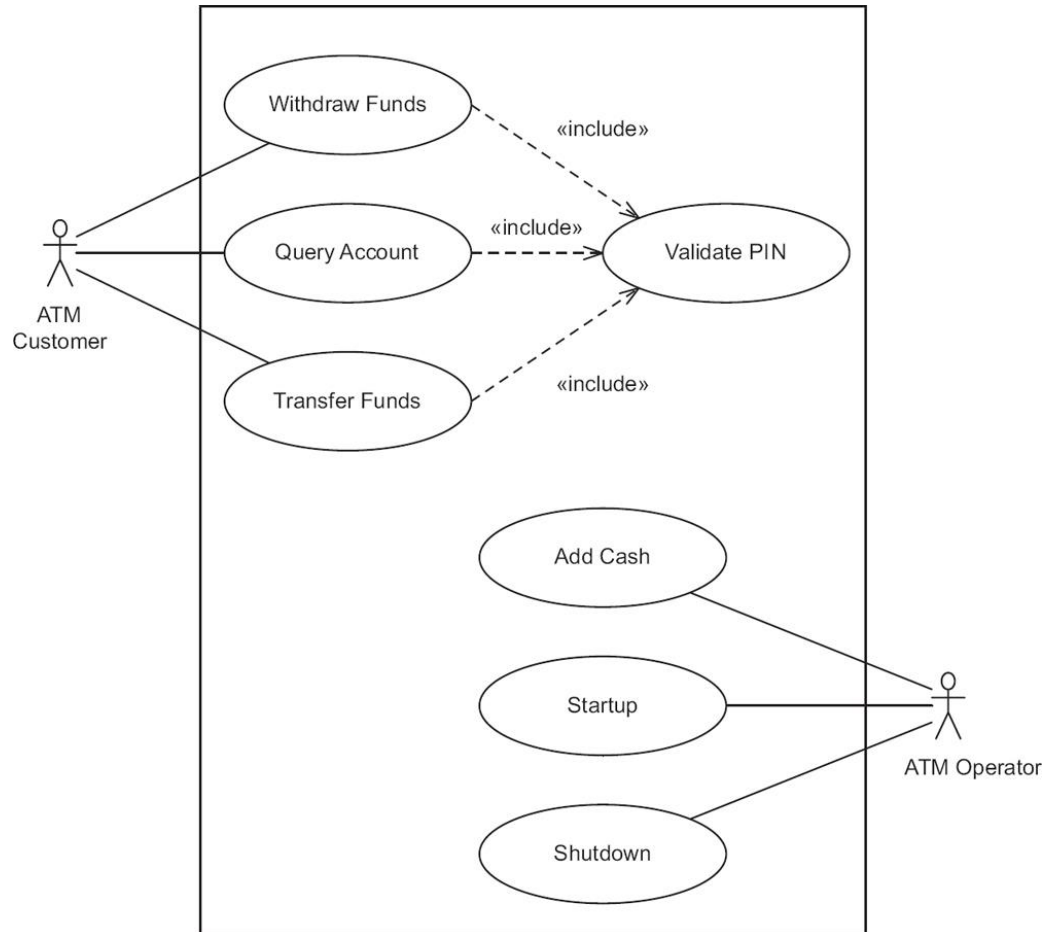 Withdraw Funds
«include»
Query Account
«include»
Validate PIN
ATM
Customer
Transfer Funds
«include»
Add Cash
Startup
ATM Operator
Shutdown